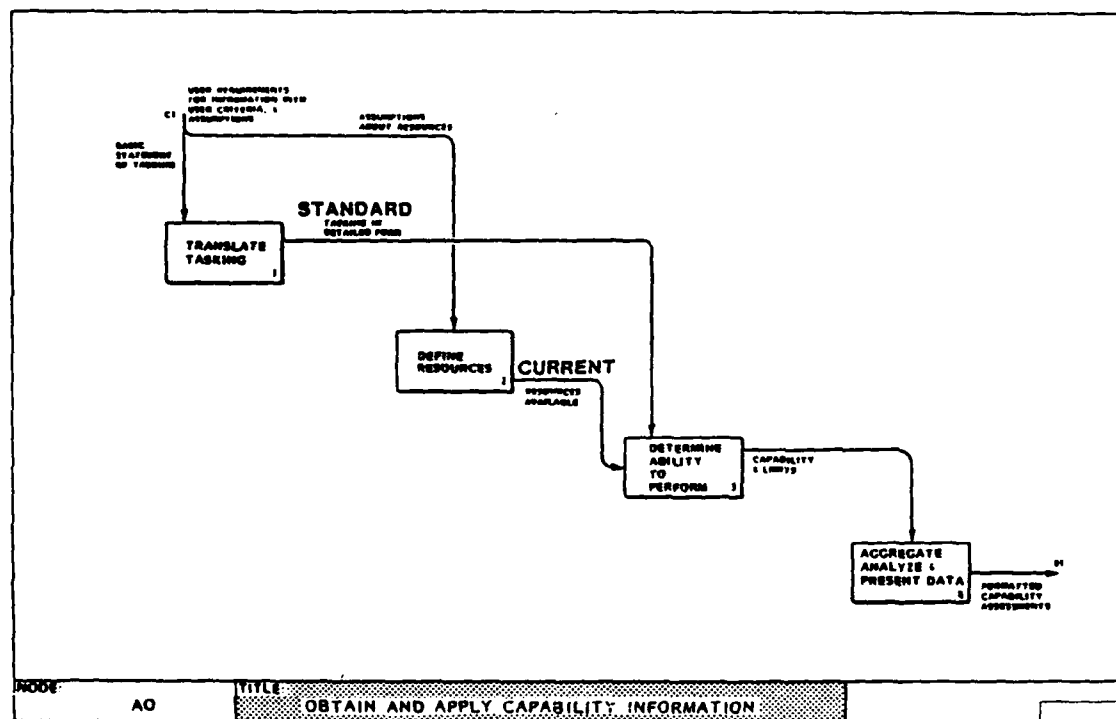 USER REQUIREMENTS
FOR INFORMATION WITH
USER CRITERIA, &
ASSUMPTIONS
C1
ASSUMPTIONS
ABOUT RESOURCES
BASIC
STATEMENT
OF TASKING
STANDARD
TASKING IN
DETAILED FORM
TRANSLATE
TASKING
1
DEFINE
RESOURCES
2
CURRENT
RESOURCES
AVAILABLE
DETERMINE
ABILITY
TO
PERFORM
3
CAPABILITY
& LIMITS
AGGREGATE
ANALYZE &
PRESENT DATA
FORMATTED
CAPABILITY
ASSESSMENTS
NODE:
AO
TITLE:
OBTAIN AND APPLY CAPABILITY INFORMATION